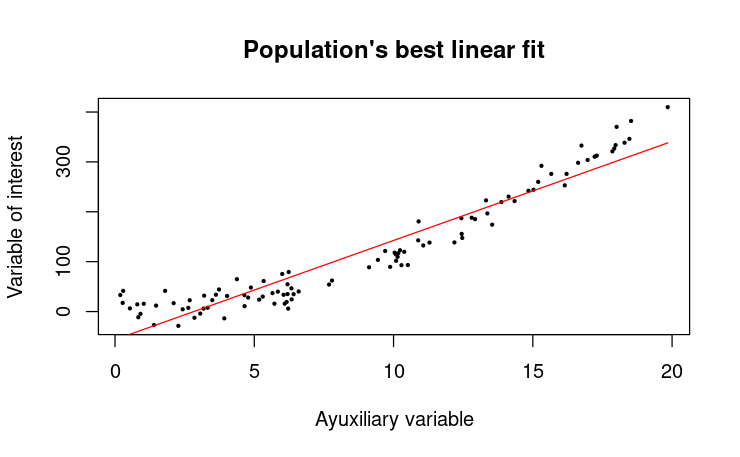 Population's best linear fit
Variable of interest
300
100
0
0 5 10 15 20
Ayuxiliary variable